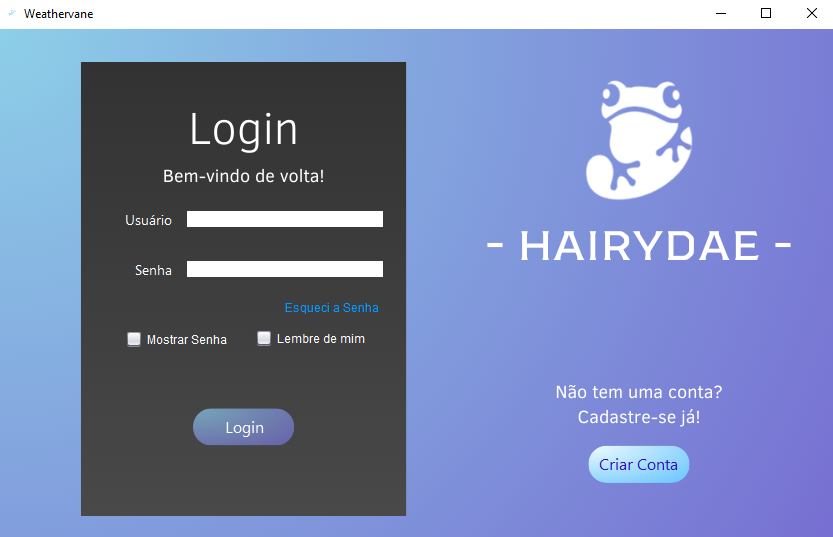 Weathervane
Login
Bem-vindo de volta!
Usuário
Senha
Esqueci a Senha
Mostrar Senha
Lembre de mim
Login
- HAIRYDAE -
Não tem uma conta?
Cadastre-se já!
Criar Conta